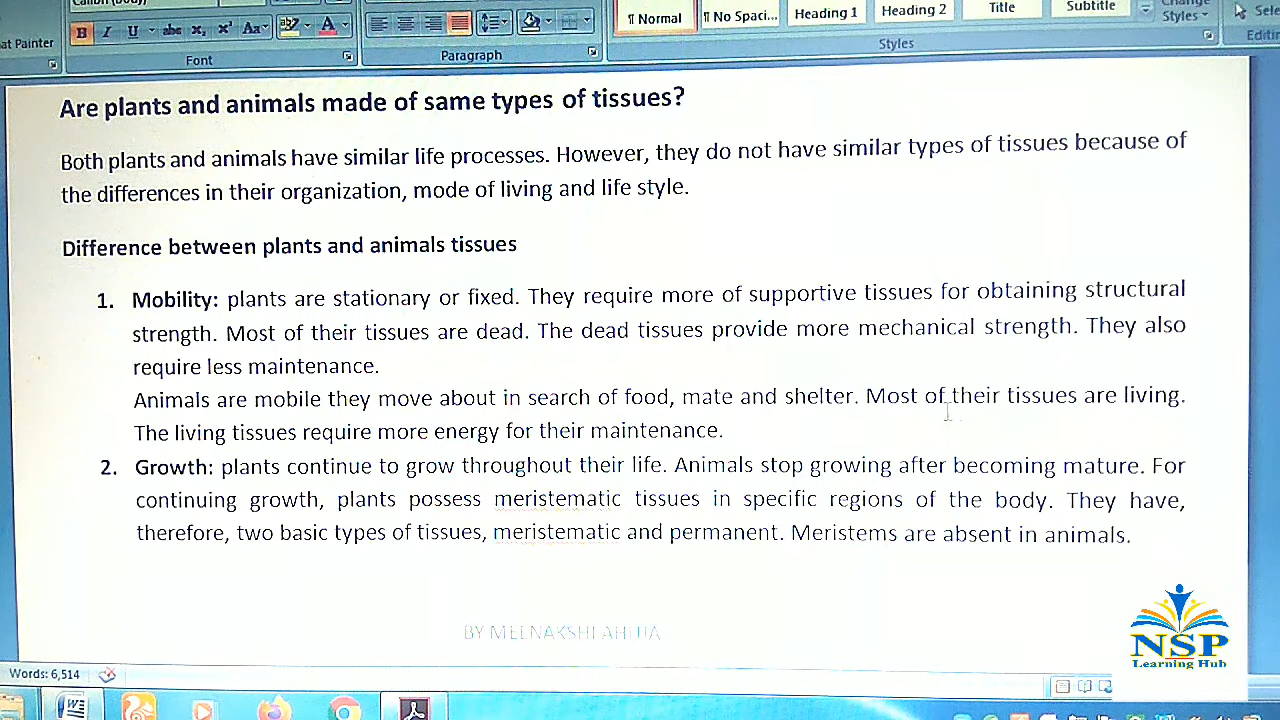 at Painter
B I U abc x₂ x² Aa ab A
Font
Paragraph
¶ Normal ¶ No Spaci... Heading 1 Heading 2 Title Subtitle
Styles
Styles
Are plants and animals made of same types of tissues?
Both plants and animals have similar life processes. However, they do not have similar types of tissues because of
the differences in their organization, mode of living and life style.
Difference between plants and animals tissues
1. Mobility: plants are stationary or fixed. They require more of supportive tissues for obtaining structural
strength. Most of their tissues are dead. The dead tissues provide more mechanical strength. They also
require less maintenance.
Animals are mobile they move about in search of food, mate and shelter. Most of their tissues are living.
The living tissues require more energy for their maintenance.
2. Growth: plants continue to grow throughout their life. Animals stop growing after becoming mature. For
continuing growth, plants possess meristematic tissues in specific regions of the body. They have,
therefore, two basic types of tissues, meristematic and permanent. Meristems are absent in animals.
BY MEENAKSHI AHUJA
NSP
Learning Hub
Words: 6,514